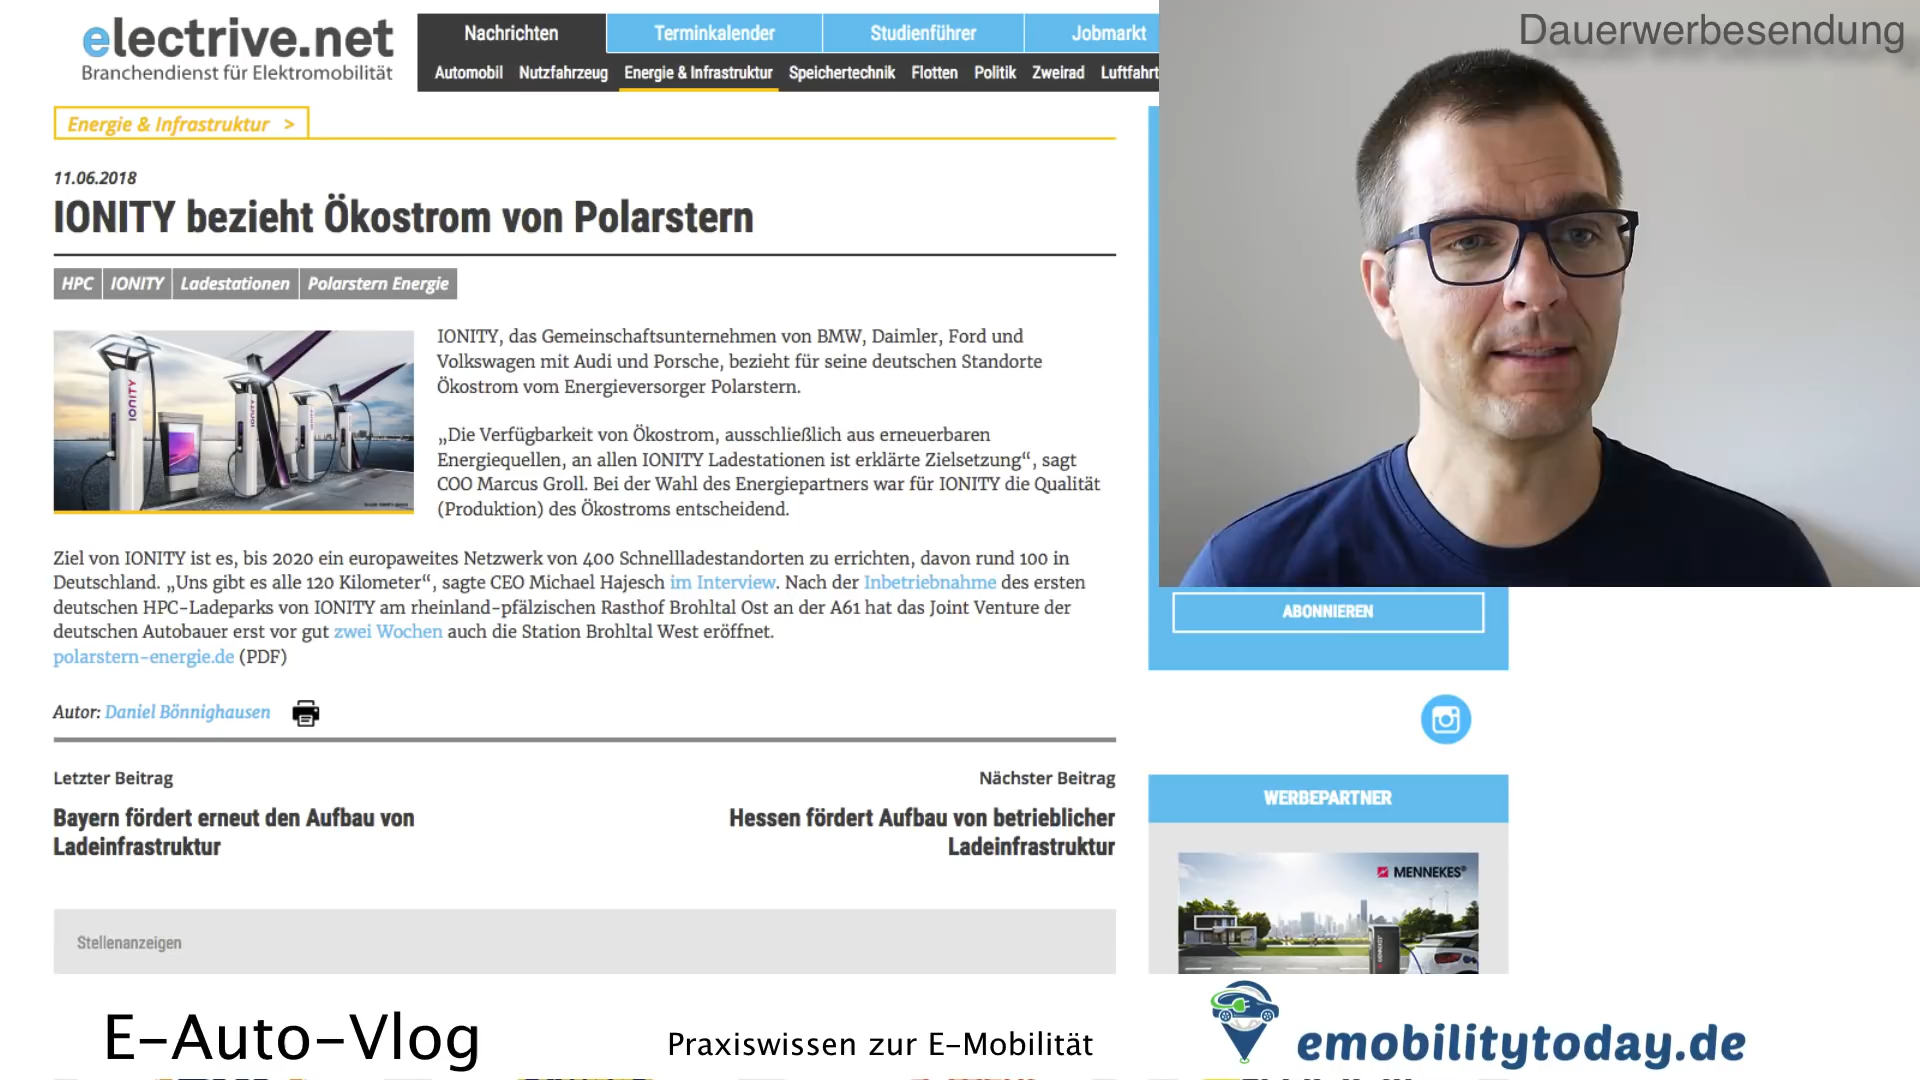 electrive.net
Branchendienst für Elektromobilität
Nachrichten
Terminkalender
Studienführer
Jobmarkt
Automobil Nutzfahrzeug Energie & Infrastruktur Speichertechnik Flotten Politik Zweirad Luftfahrt
Dauerwerbesendung
Energie & Infrastruktur >
11.06.2018
IONITY bezieht Ökostrom von Polarstern
HPC IONITY Ladestationen Polarstern Energie
IONITY
IONITY
IONITY, das Gemeinschaftsunternehmen von BMW, Daimler, Ford und
Volkswagen mit Audi und Porsche, bezieht für seine deutschen Standorte
Ökostrom vom Energieversorger Polarstern.
„Die Verfügbarkeit von Ökostrom, ausschließlich aus erneuerbaren
Energiequellen, an allen IONITY Ladestationen ist erklärte Zielsetzung“, sagt
COO Marcus Groll. Bei der Wahl des Energiepartners war für IONITY die Qualität
(Produktion) des Ökostroms entscheidend.
Ziel von IONITY ist es, bis 2020 ein europaweites Netzwerk von 400 Schnellladestandorten zu errichten, davon rund 100 in
Deutschland. „Uns gibt es alle 120 Kilometer“, sagte CEO Michael Hajesch im Interview. Nach der Inbetriebnahme des ersten
deutschen HPC-Ladeparks von IONITY am rheinland-pfälzischen Rasthof Brohltal Ost an der A61 hat das Joint Venture der
deutschen Autobauer erst vor gut zwei Wochen auch die Station Brohltal West eröffnet.
polarstern-energie.de (PDF)
ABONNIEREN
Autor: Daniel Bönnighausen
Letzter Beitrag
Bayern fördert erneut den Aufbau von
Ladeinfrastruktur
Nächster Beitrag
Hessen fördert Aufbau von betrieblicher
Ladeinfrastruktur
WERBEPARTNER
MENNEKES®
Stellenanzeigen
E-Auto-Vlog
Praxiswissen zur E-Mobilität
emobilitytoday.de